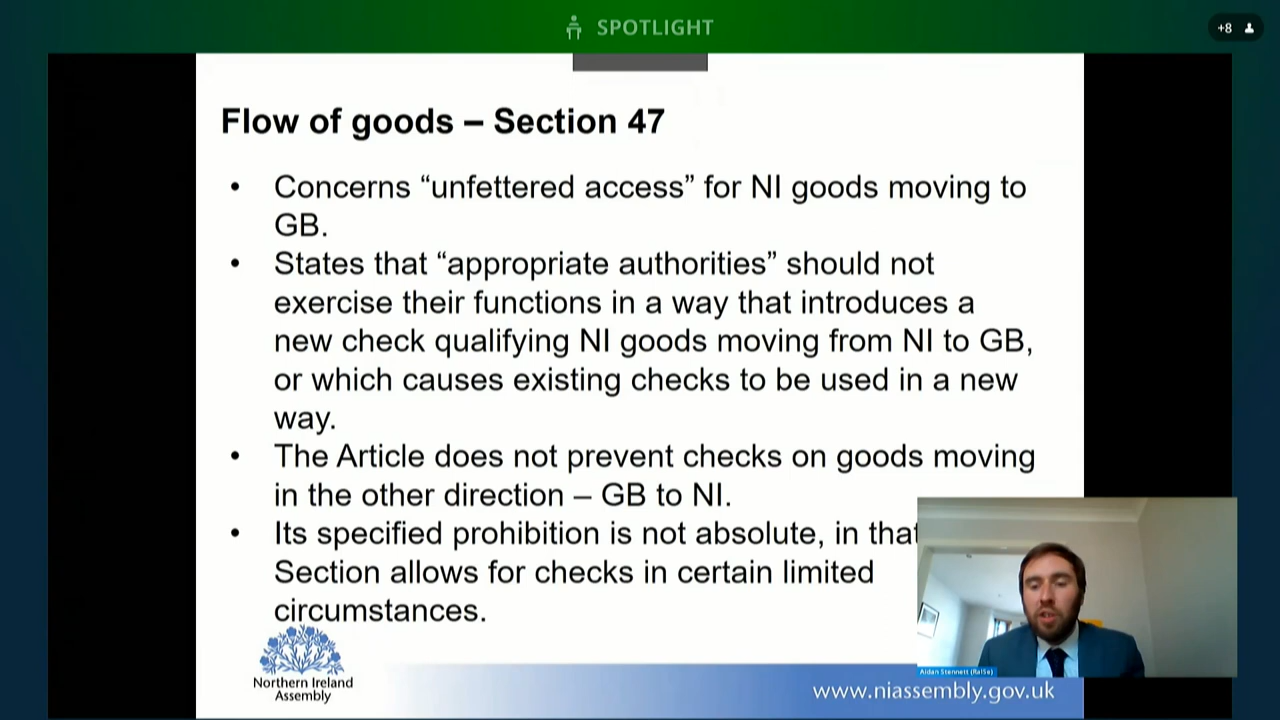 SPOTLIGHT
+8
Flow of goods – Section 47
• Concerns “unfettered access” for NI goods moving to
GB.
• States that “appropriate authorities” should not
exercise their functions in a way that introduces a
new check qualifying NI goods moving from NI to GB,
or which causes existing checks to be used in a new
way.
• The Article does not prevent checks on goods moving
in the other direction – GB to NI.
• Its specified prohibition is not absolute, in that
Section allows for checks in certain limited
circumstances.
Northern Ireland
Assembly
www.niassembly.gov.uk
Aidan Stennett (RaISe)